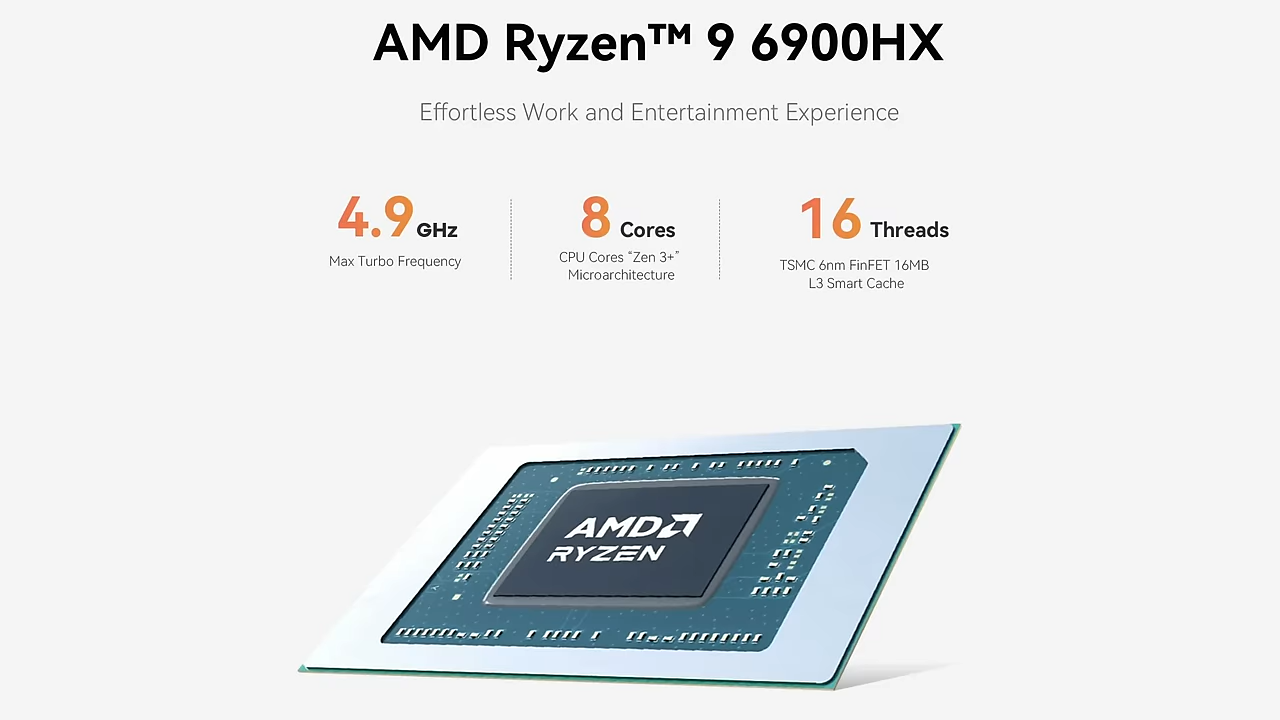 AMD Ryzen™ 9 6900HX
Effortless Work and Entertainment Experience
4.9 GHz
Max Turbo Frequency
8 Cores
CPU Cores “Zen 3+”
Microarchitecture
16 Threads
TSMC 6nm FinFET 16MB
L3 Smart Cache
AMD
RYZEN